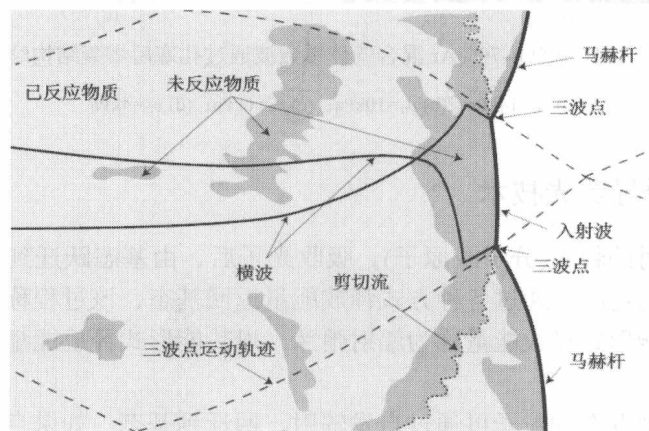 马赫杆
未反应物质
己反应物质
三波点
入射波
横波
剪切流
三波点
三波点运动轨迹
马赫杆